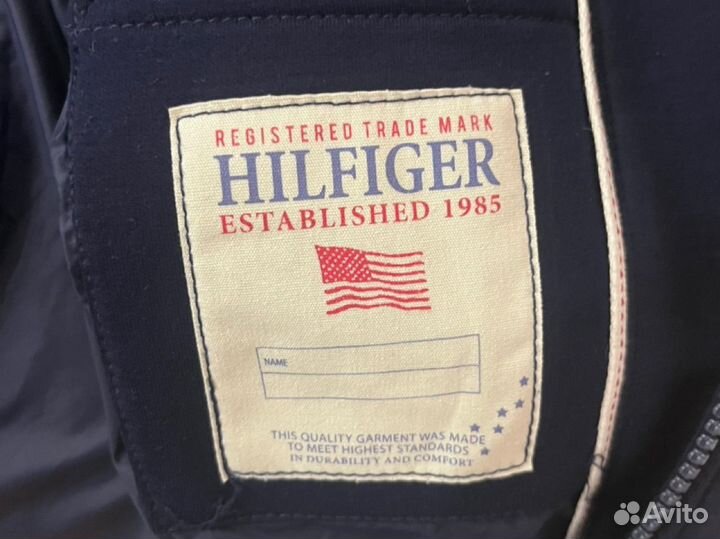 REGISTERED TRADE MARK
HILFIGER
ESTABLISHED 1985
NAME
THIS QUALITY GARMENT WAS MADE
TO MEET HIGHEST STANDARDS
IN DURABILITY AND COMFORT
Avito